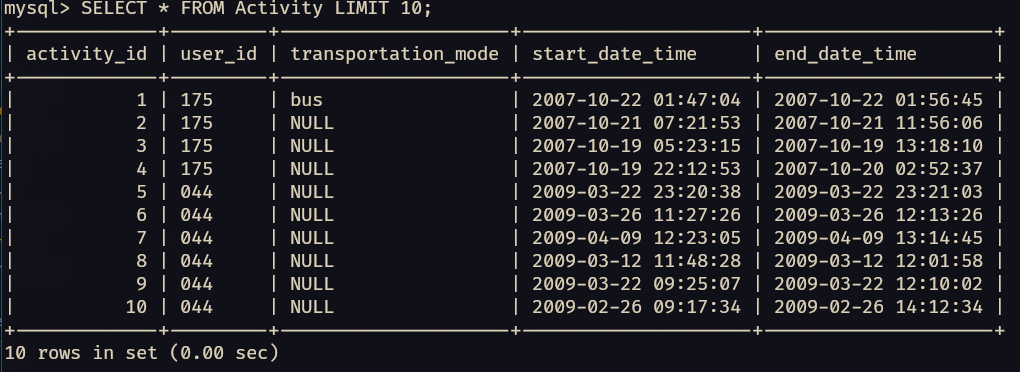 mysql> SELECT * FROM Activity LIMIT 10;
+-------------+---------+---------------------+---------------------+---------------------+
| activity_id | user_id | transportation_mode | start_date_time     | end_date_time       |
+-------------+---------+---------------------+---------------------+---------------------+
|           1 | 175     | bus                 | 2007-10-22 01:47:04 | 2007-10-22 01:56:45 |
|           2 | 175     | NULL                | 2007-10-21 07:21:53 | 2007-10-21 11:56:06 |
|           3 | 175     | NULL                | 2007-10-19 05:23:15 | 2007-10-19 13:18:10 |
|           4 | 175     | NULL                | 2007-10-19 22:12:53 | 2007-10-20 02:52:37 |
|           5 | 044     | NULL                | 2009-03-22 23:20:38 | 2009-03-22 23:21:03 |
|           6 | 044     | NULL                | 2009-03-26 11:27:26 | 2009-03-26 12:13:26 |
|           7 | 044     | NULL                | 2009-04-09 12:23:05 | 2009-04-09 13:14:45 |
|           8 | 044     | NULL                | 2009-03-12 11:48:28 | 2009-03-12 12:01:58 |
|           9 | 044     | NULL                | 2009-03-22 09:25:07 | 2009-03-22 12:10:02 |
|          10 | 044     | NULL                | 2009-02-26 09:17:34 | 2009-02-26 14:12:34 |
+-------------+---------+---------------------+---------------------+---------------------+
10 rows in set (0.00 sec)